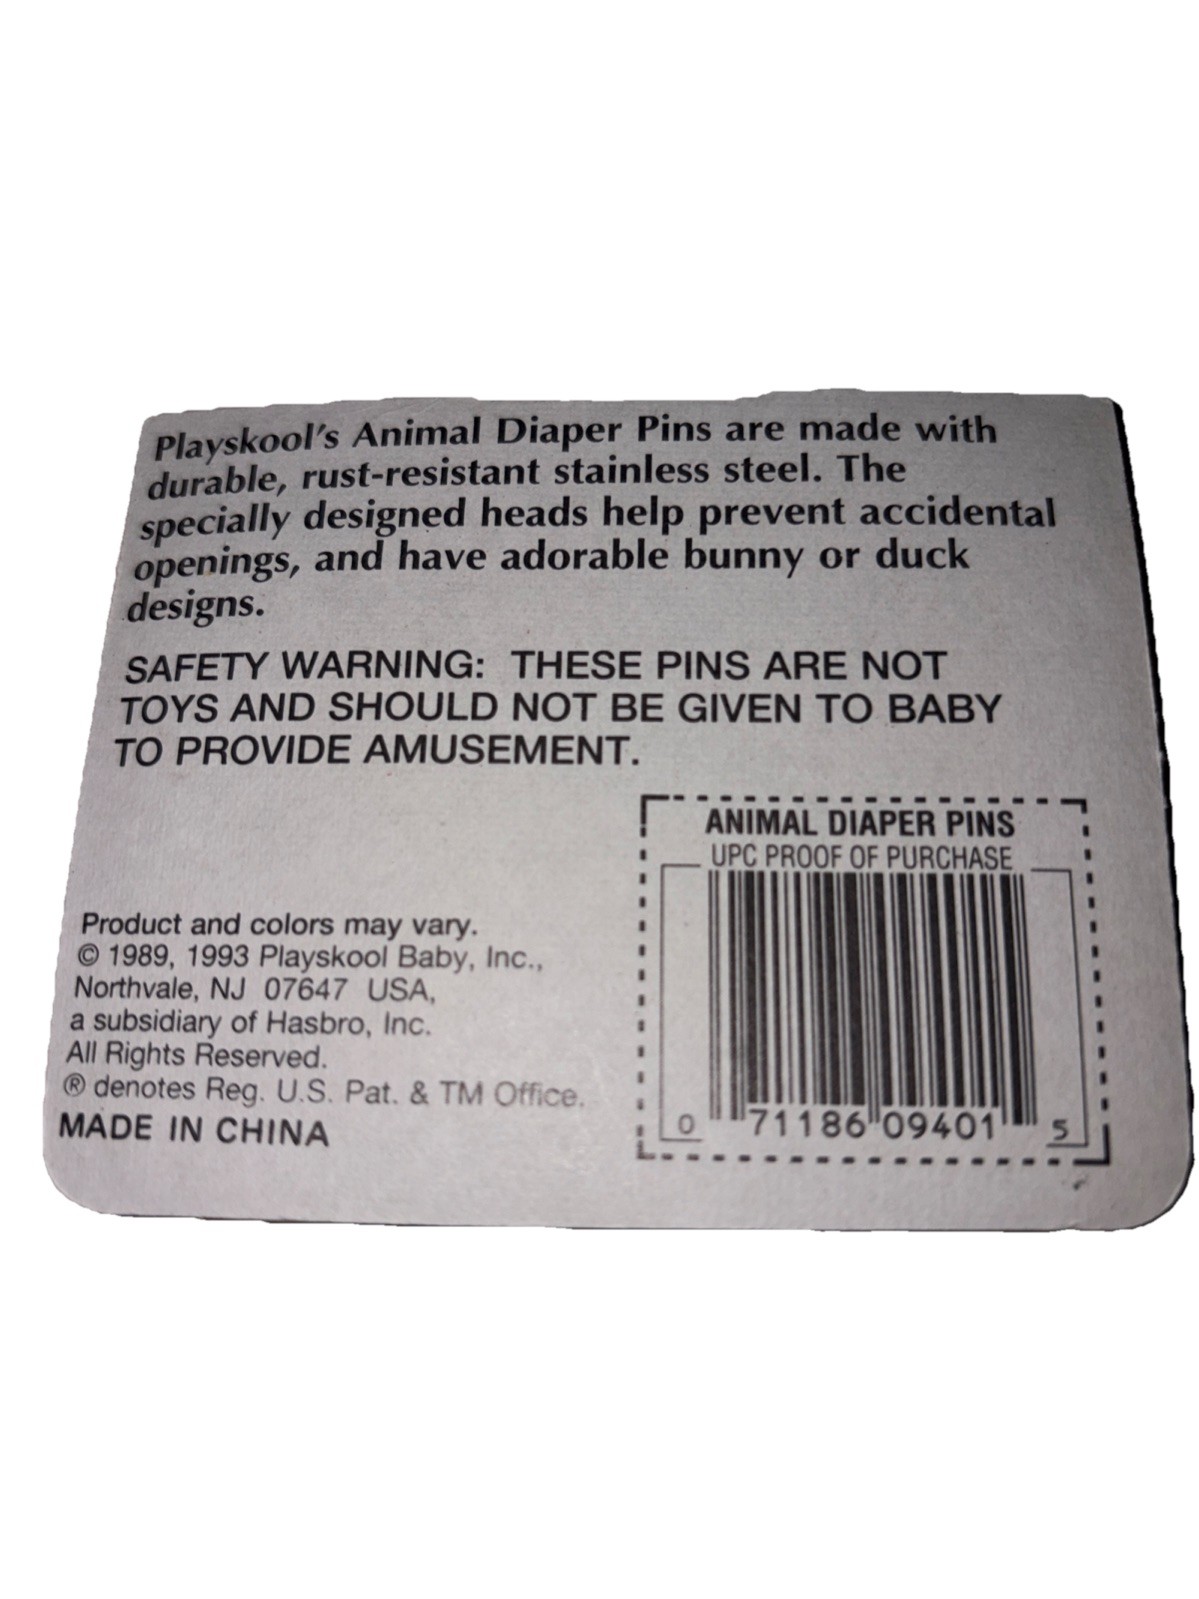 Playskool's Animal Diaper Pins are made with
durable, rust-resistant stainless steel. The
specially designed heads help prevent accidental
openings, and have adorable bunny or duck
designs.
SAFETY WARNING: THESE PINS ARE NOT
TOYS AND SHOULD NOT BE GIVEN TO BABY
TO PROVIDE AMUSEMENT.
Product and colors may vary.
© 1989, 1993 Playskool Baby, Inc.,
Northvale, NJ 07647 USA,
a subsidiary of Hasbro, Inc.
All Rights Reserved.
® denotes Reg. U.S. Pat. & TM Office.
MADE IN CHINA
ANIMAL DIAPER PINS
UPC PROOF OF PURCHASE
0 71186 09401 5